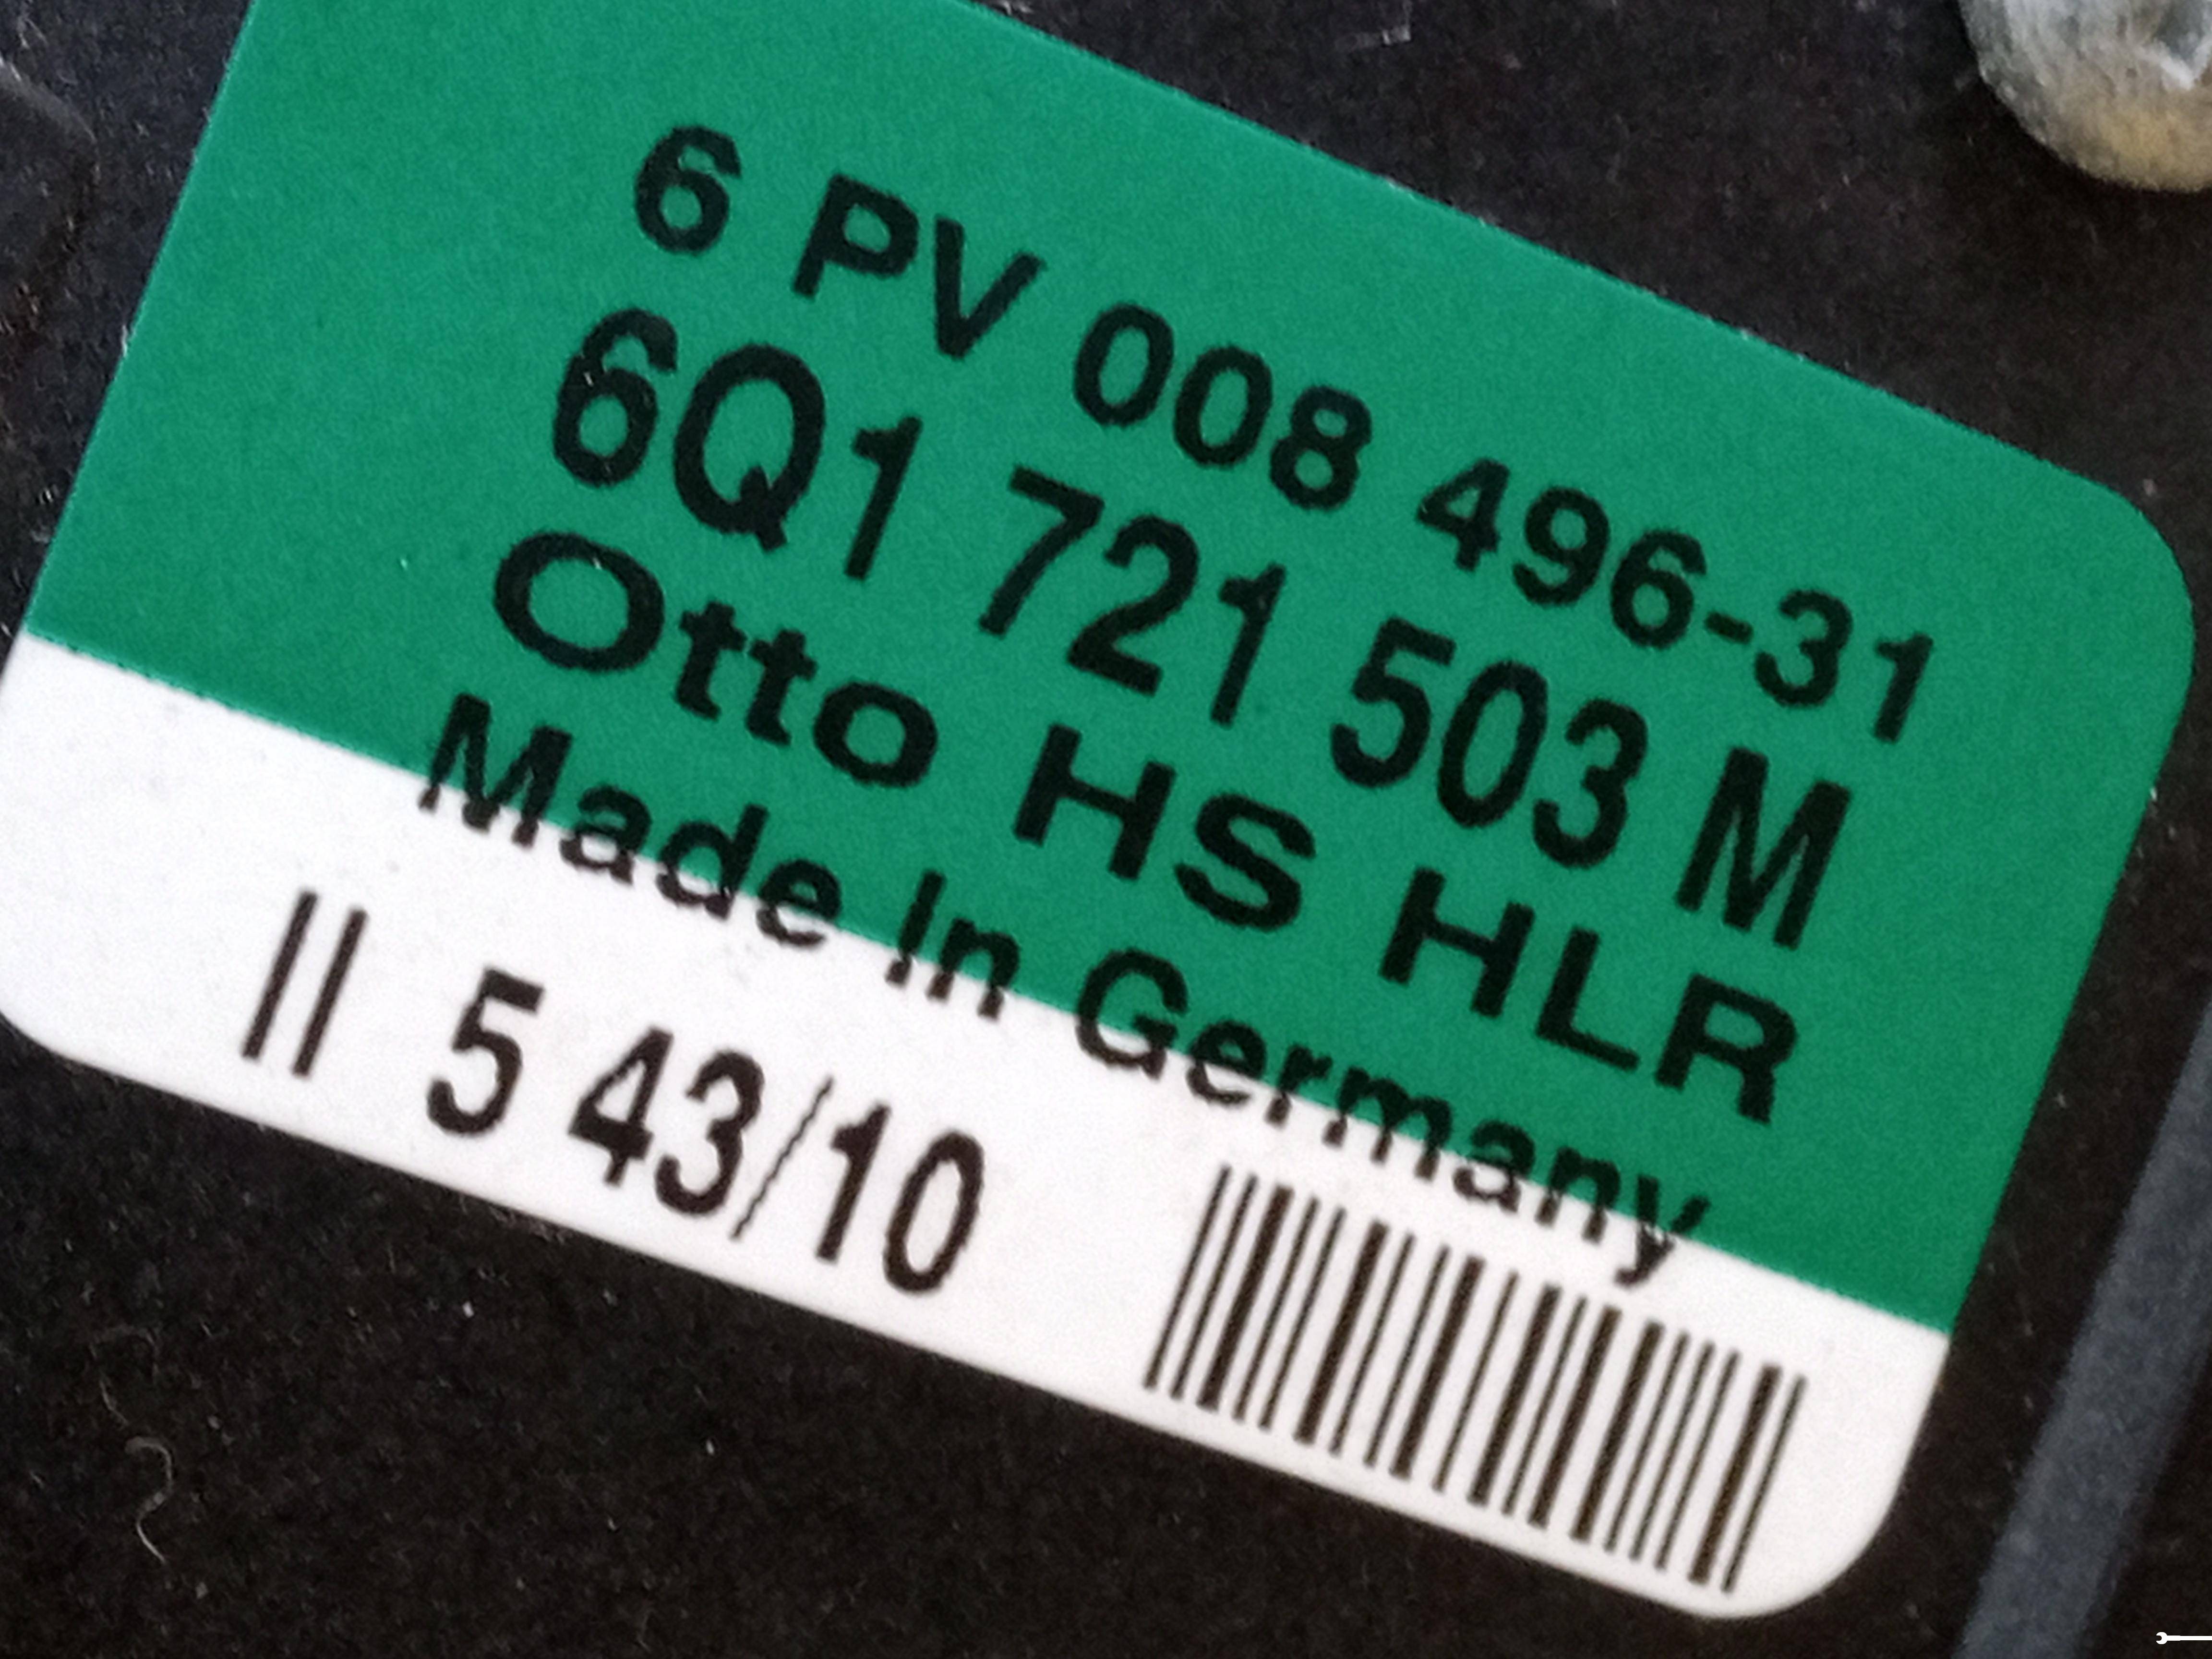 6 PV 008 496-31
6Q1 721 503 M
Otto HS HLR
Made in Germany
II 5 43/10